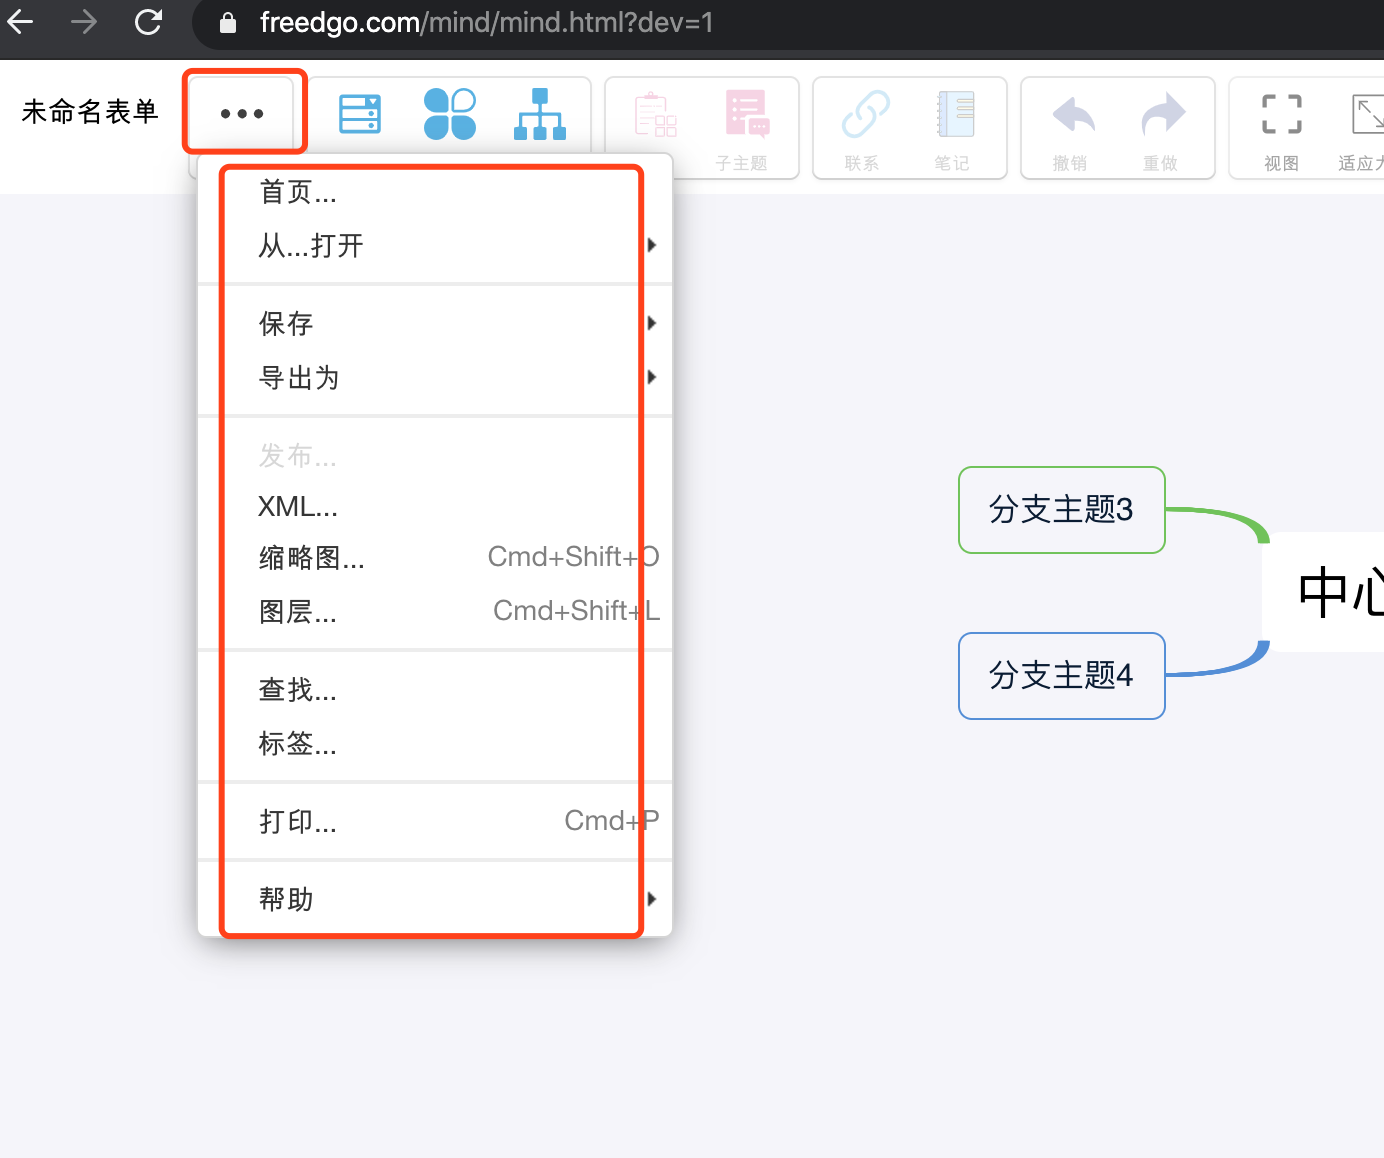 freedgo.com/mind/mind.html?dev=1
未命名表单
子主题
联系
笔记
撤销
重做
视图
适应
首页...
从...打开
保存
导出为
发布...
XML...
缩略图... Cmd+Shift+O
图层... Cmd+Shift+L
查找...
标签...
打印... Cmd+P
帮助
分支主题3
分支主题4
中心